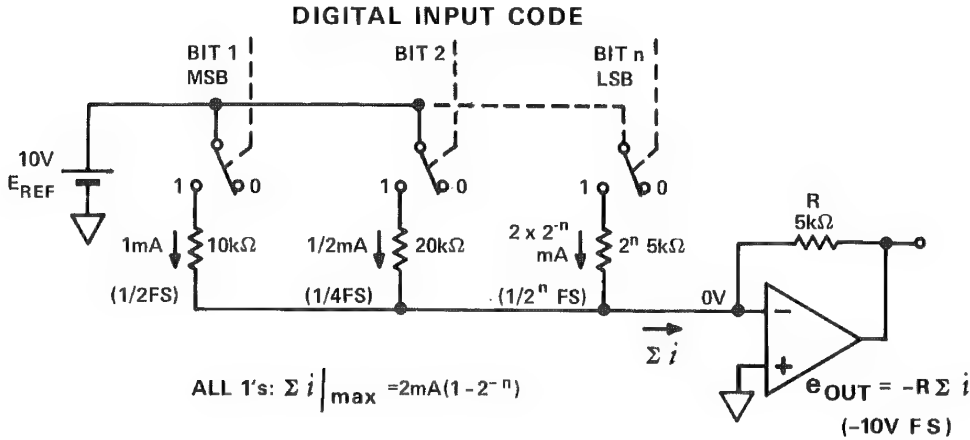 DIGITAL INPUT CODE
BIT 1
MSB
BIT 2
BIT n
LSB
10V
E_REF
1 0
1 0
1 0
1mA 10kΩ
1/2mA 20kΩ
2 x 2⁻ⁿ
mA
2ⁿ 5kΩ
R
5kΩ
(1/2FS)
(1/4FS)
(1/2ⁿ FS)
0V
−
+
Σ i
ALL 1's: Σ i|max =2mA(1-2⁻ⁿ)
e_OUT = -R Σ i
(-10V F S)